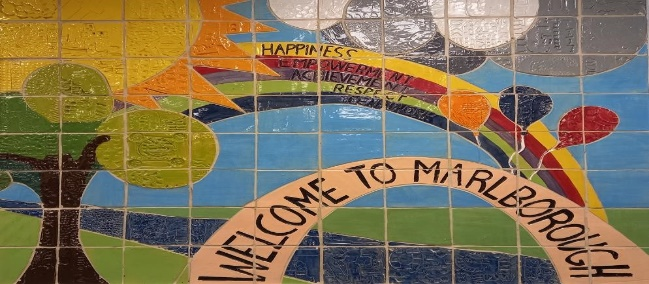 HAPPINESS
EMPOWERMENT
ACHIEVEMENT
RESPECT
WELCOME TO MARLBOROUGH